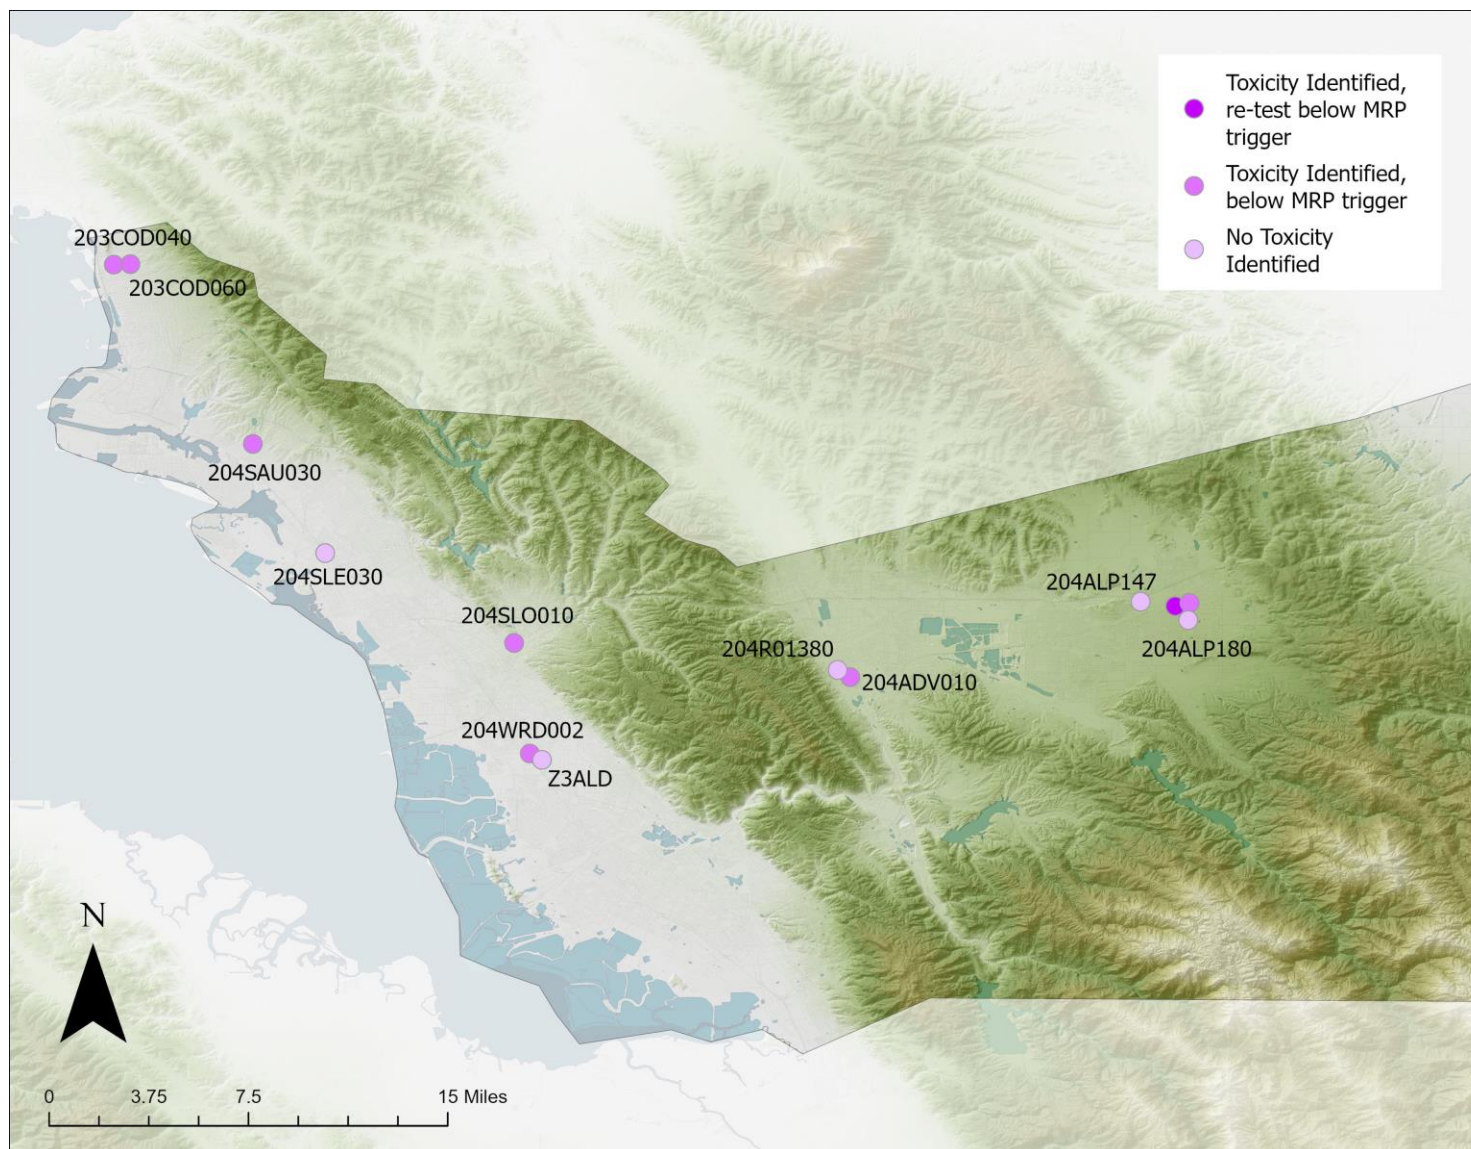 Toxicity Identified,
re-test below MRP
trigger
Toxicity Identified,
below MRP trigger
No Toxicity
Identified
203COD040
203COD060
204SAU030
204SLE030
204SLO010
204ALP147
204ALP180
204R01380
204ADV010
204WRD002
Z3ALD
N
0 3.75 7.5 15 Miles